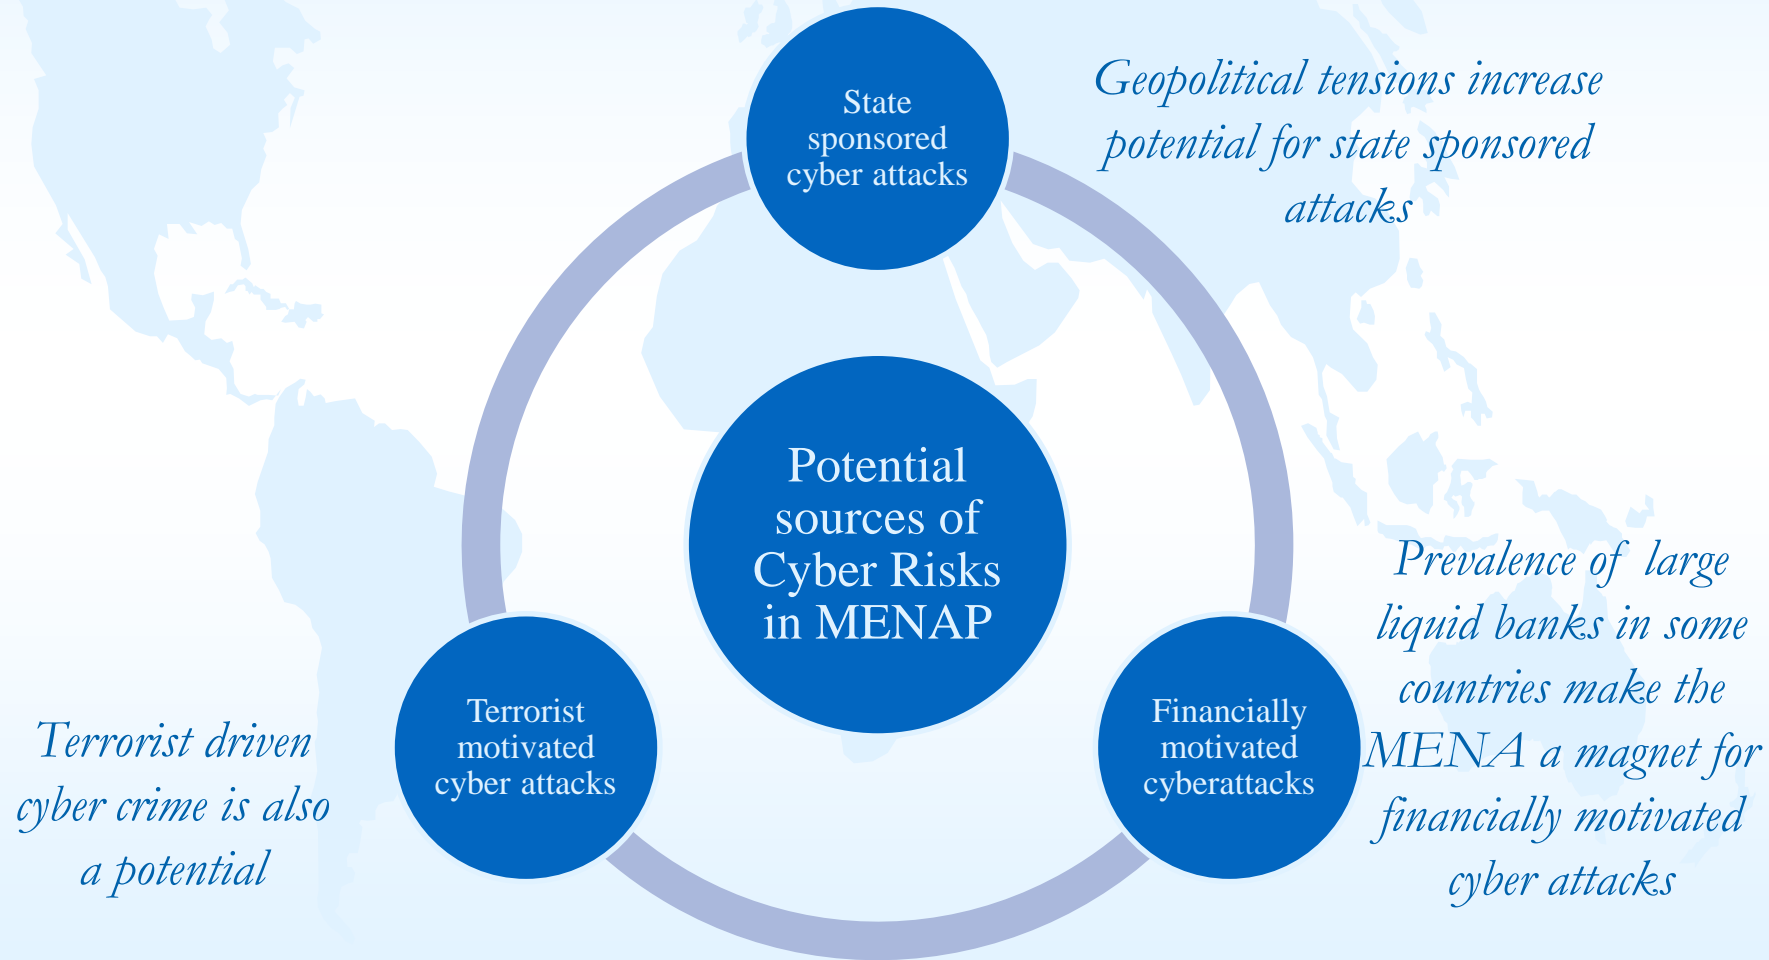 State
sponsored
cyber attacks
Geopolitical tensions increase
potential for state sponsored
attacks
Potential
sources of
Cyber Risks
in MENAP
Terrorist
motivated
cyber attacks
Terrorist driven
cyber crime is also
a potential
Financially
motivated
cyberattacks
Prevalence of large
liquid banks in some
countries make the
MENA a magnet for
financially motivated
cyber attacks